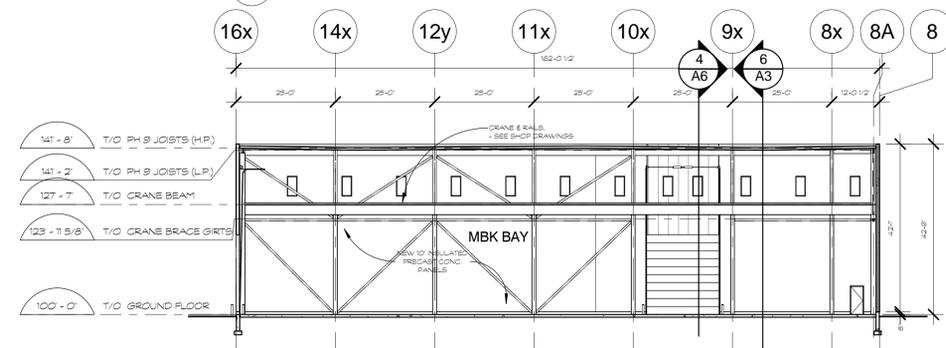 16x 14x 12y 11x 10x 9x 8x 8A 8
4
A6
6
A3
162'-0 1/2"
25'-0" 25'-0" 25'-0" 25'-0" 25'-0" 25'-0" 12'-0 1/2"
CRANE & RAILS,
- SEE SHOP DRAWINGS
141' - 8" T/O PH 9 JOISTS (H.P.)
141' - 2" T/O PH 9 JOISTS (L.P.)
127' - 7" T/O CRANE BEAM
123' - 11 5/8" T/O CRANE BRACE GIRTS
MBK BAY
NEW 10" INSULATED
PRECAST CONC.
PANELS
42'-1"
42'-9"
100' - 0" T/O GROUND FLOOR
8"